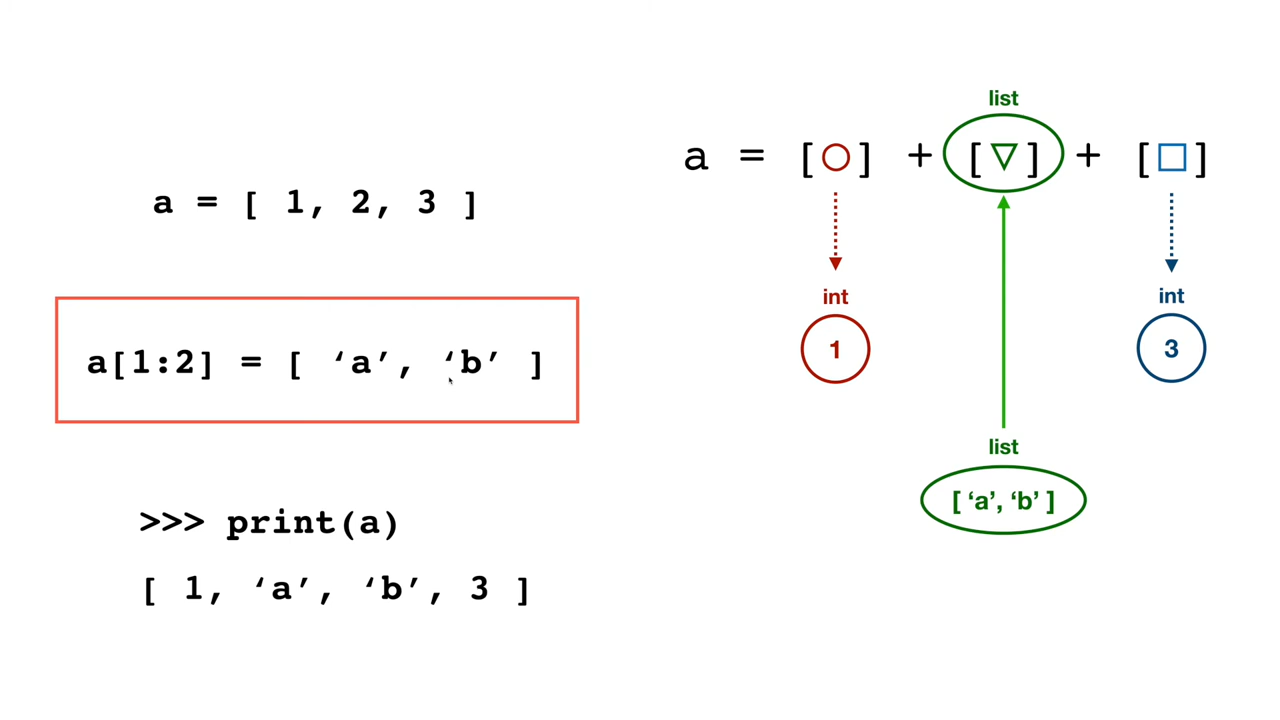 a = [ 1, 2, 3 ]
a[1:2] = [ ‘a’, ‘b’ ]
>>> print(a)
[ 1, ‘a’, ‘b’, 3 ]
list
a = [○] + [▽] + [□]
int
int
1
3
list
[ ‘a’, ‘b’ ]